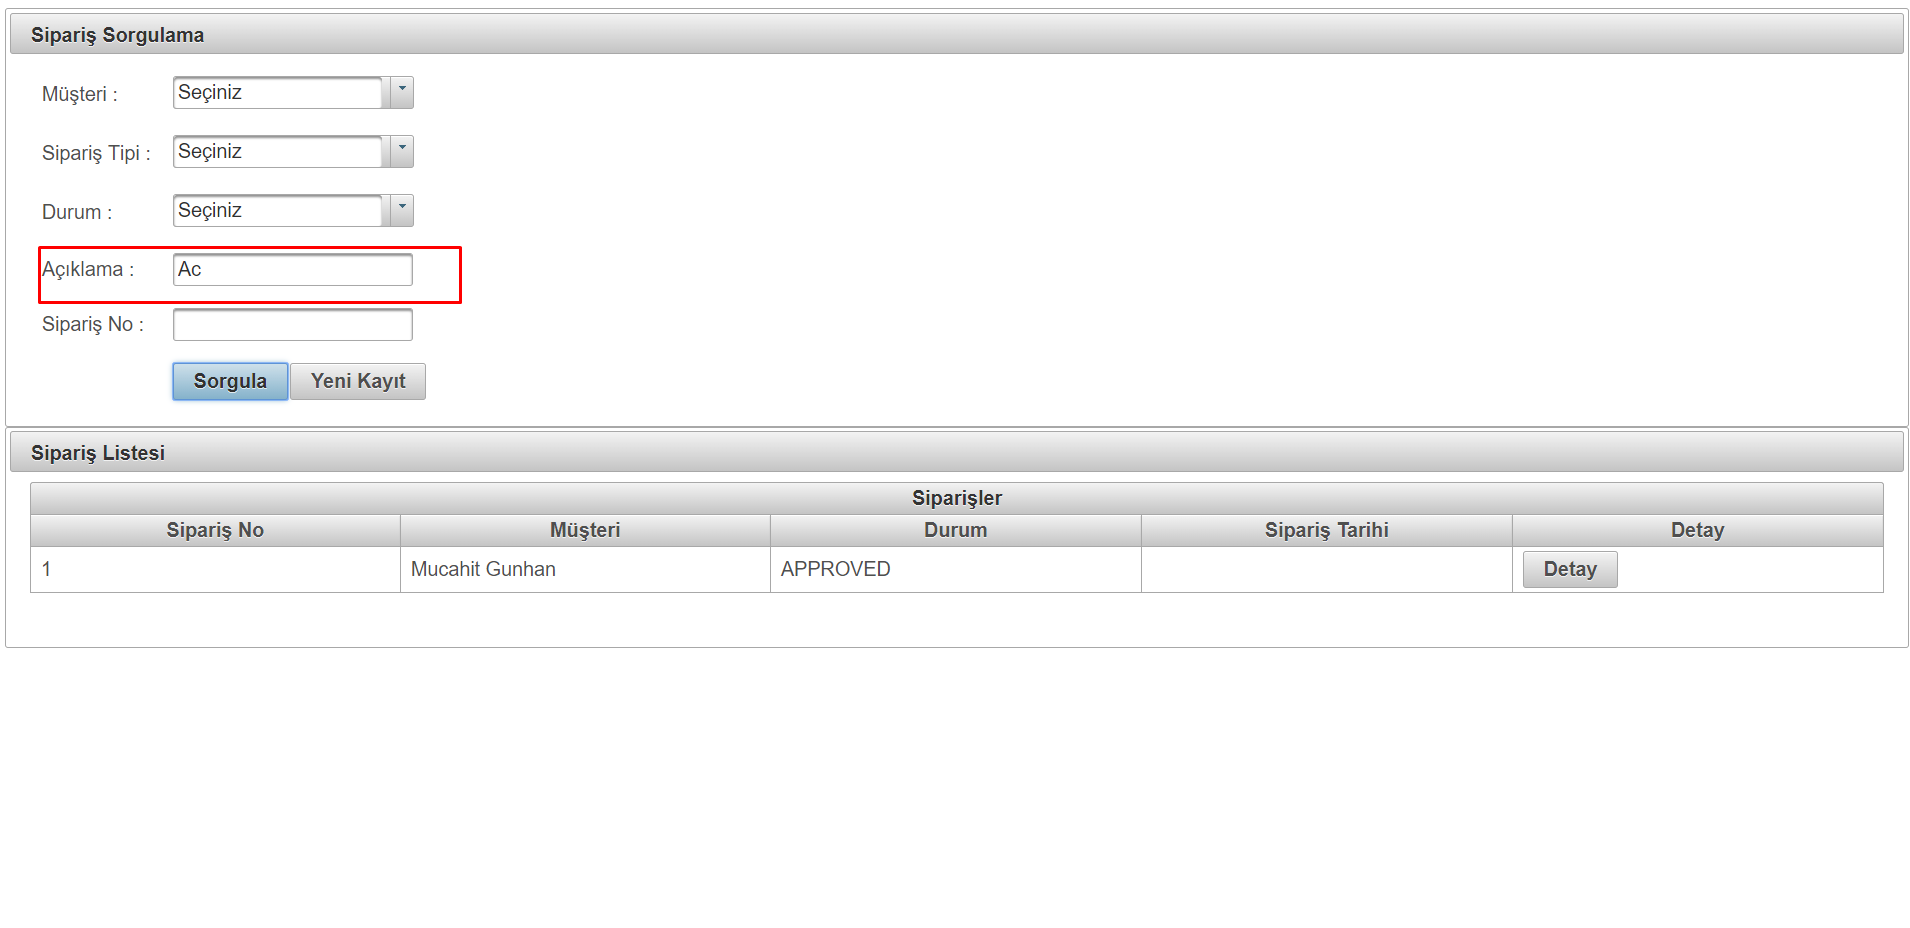 Sipariş Sorgulama
Müşteri : Seçiniz
Sipariş Tipi : Seçiniz
Durum : Seçiniz
Açıklama : Ac
Sipariş No :
Sorgula Yeni Kayıt
Sipariş Listesi
Siparişler
Sipariş No Müşteri Durum Sipariş Tarihi Detay
1 Mucahit Gunhan APPROVED Detay